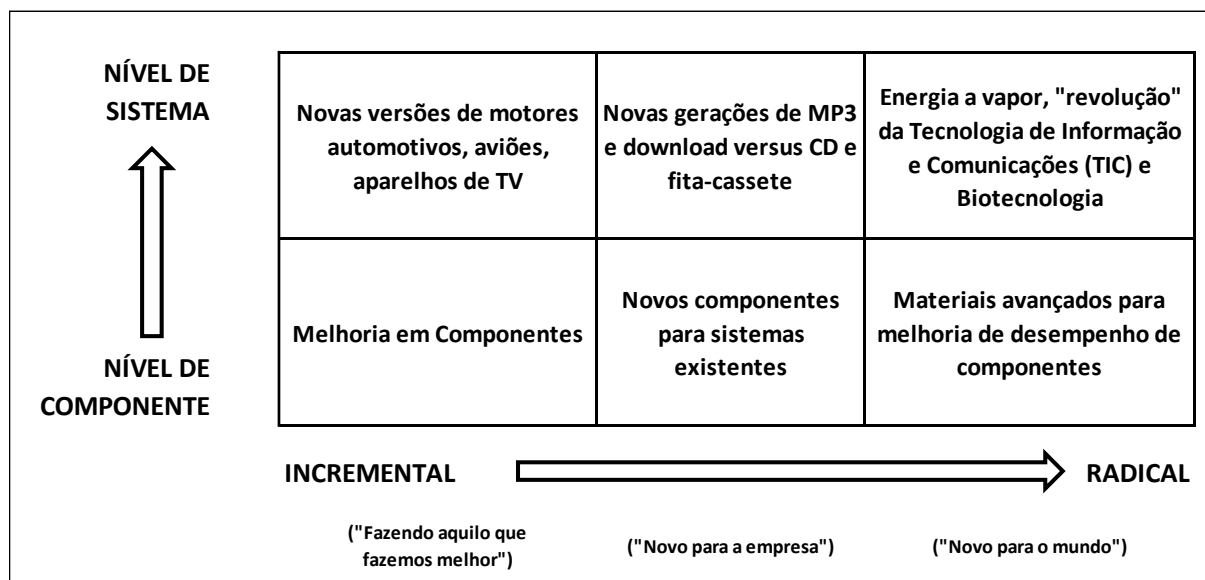 NÍVEL DE
SISTEMA
Novas versões de motores
automotivos, aviões,
aparelhos de TV
Novas gerações de MP3
e download versus CD e
fita-cassete
Energia a vapor, "revolução"
da Tecnologia de Informação
e Comunicações (TIC) e
Biotecnologia
NÍVEL DE
COMPONENTE
Melhoria em Componentes
Novos componentes
para sistemas
existentes
Materiais avançados para
melhoria de desempenho de
componentes
INCREMENTAL
RADICAL
("Fazendo aquilo que
fazemos melhor")
("Novo para a empresa")
("Novo para o mundo")